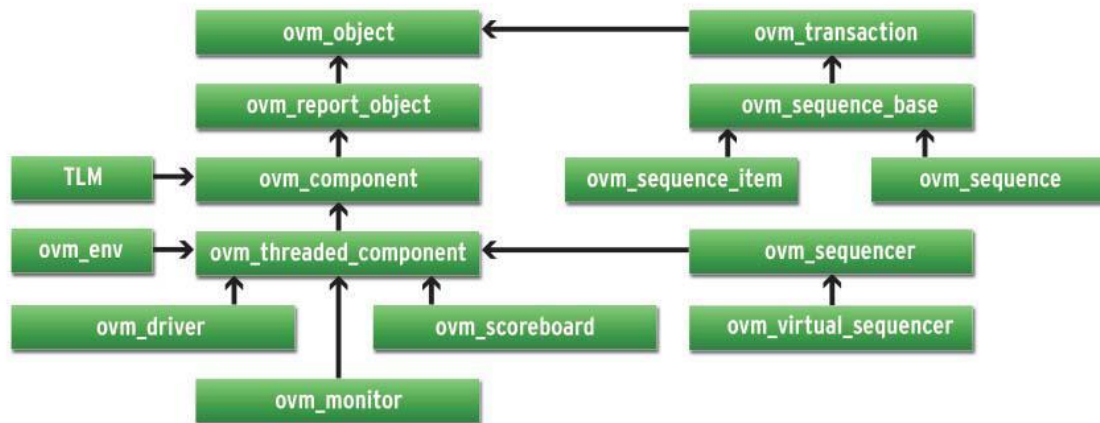 ovm_object
ovm_transaction
ovm_report_object
ovm_sequence_base
TLM
ovm_component
ovm_sequence_item
ovm_sequence
ovm_env
ovm_threaded_component
ovm_sequencer
ovm_driver
ovm_scoreboard
ovm_virtual_sequencer
ovm_monitor